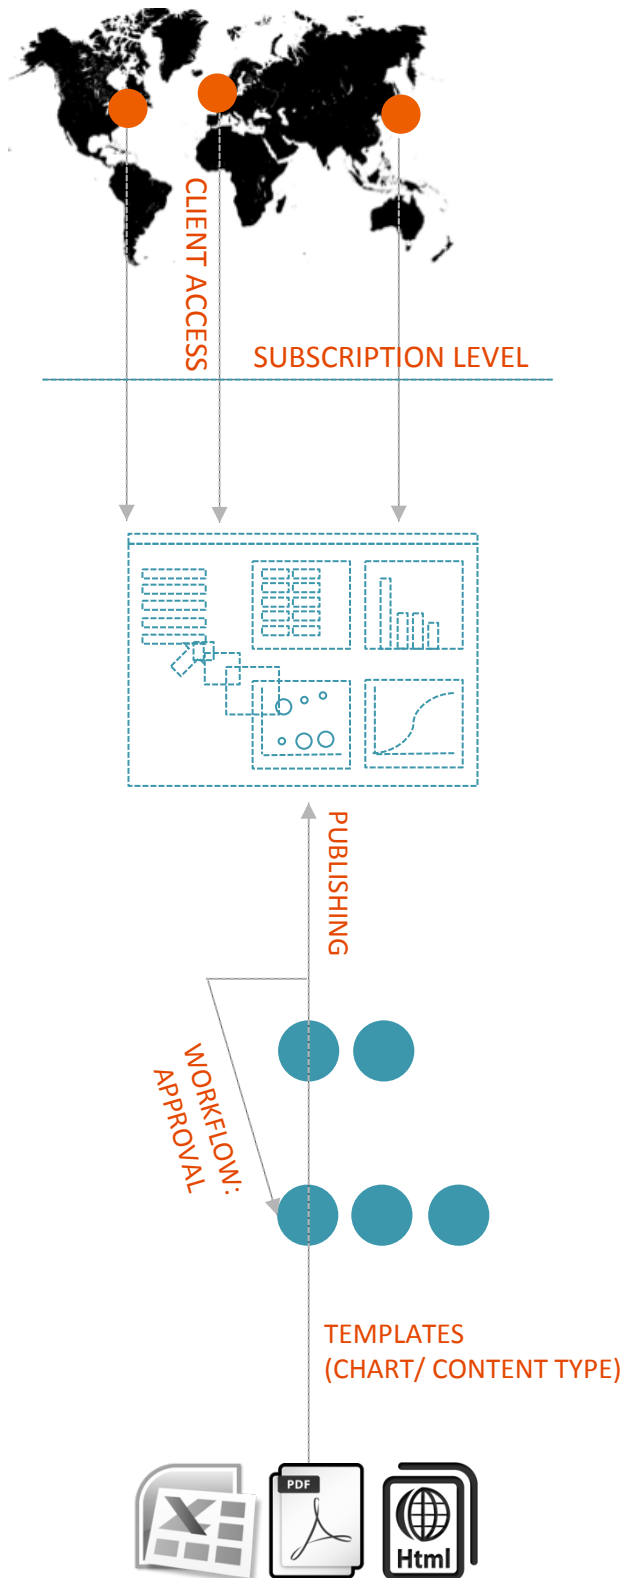 CLIENT ACCESS
SUBSCRIPTION LEVEL
PUBLISHING
WORKFLOW:
APPROVAL
TEMPLATES
(CHART/ CONTENT TYPE)
X
PDF
Html